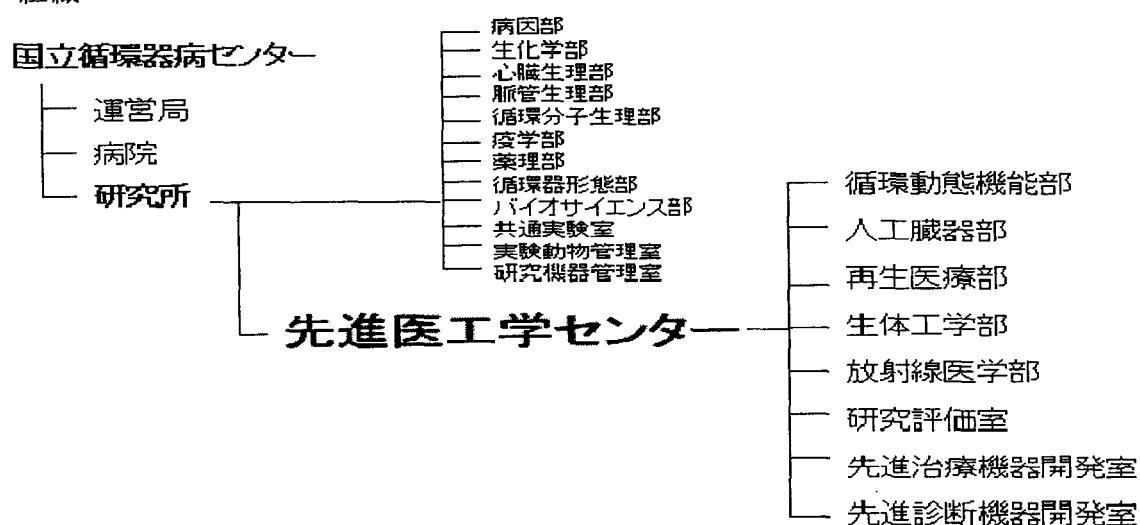 国立循環器病センター
運営局
病院
研究所
病因部
生化学部
心臓生理部
脈管生理部
循環分子生理部
疫学部
薬理部
循環器形態部
バイオサイエンス部
共通実験室
実験動物管理室
研究機器管理室
先進医工学センター
循環動態機能部
人工臓器部
再生医療部
生体工学部
放射線医学部
研究評価室
先進治療機器開発室
先進診断機器開発室